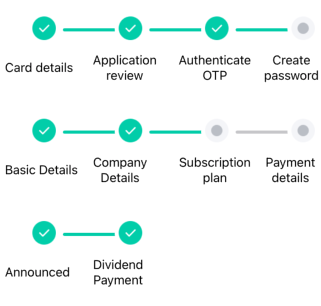 Card details
Application
review
Authenticate
OTP
Create
password
Basic Details
Company
Details
Subscription
plan
Payment
details
Announced
Dividend
Payment